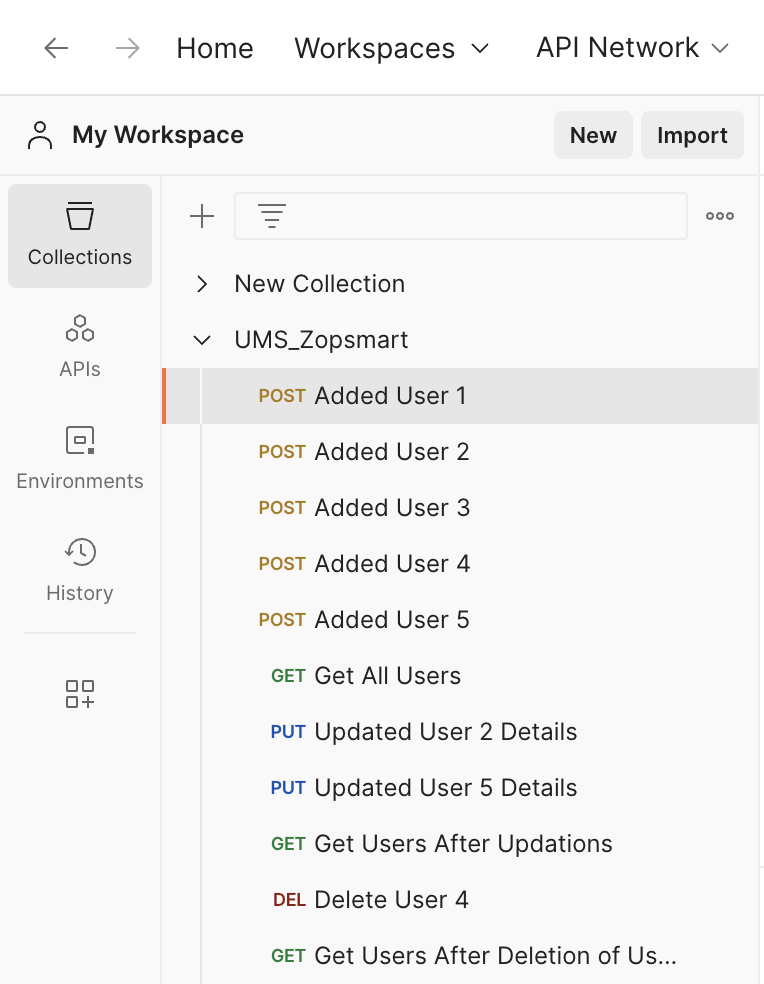 Home Workspaces API Network
My Workspace New Import
Collections
APIs
Environments
History
New Collection
UMS_Zopsmart
POST Added User 1
POST Added User 2
POST Added User 3
POST Added User 4
POST Added User 5
GET Get All Users
PUT Updated User 2 Details
PUT Updated User 5 Details
GET Get Users After Updations
DEL Delete User 4
GET Get Users After Deletion of Us...